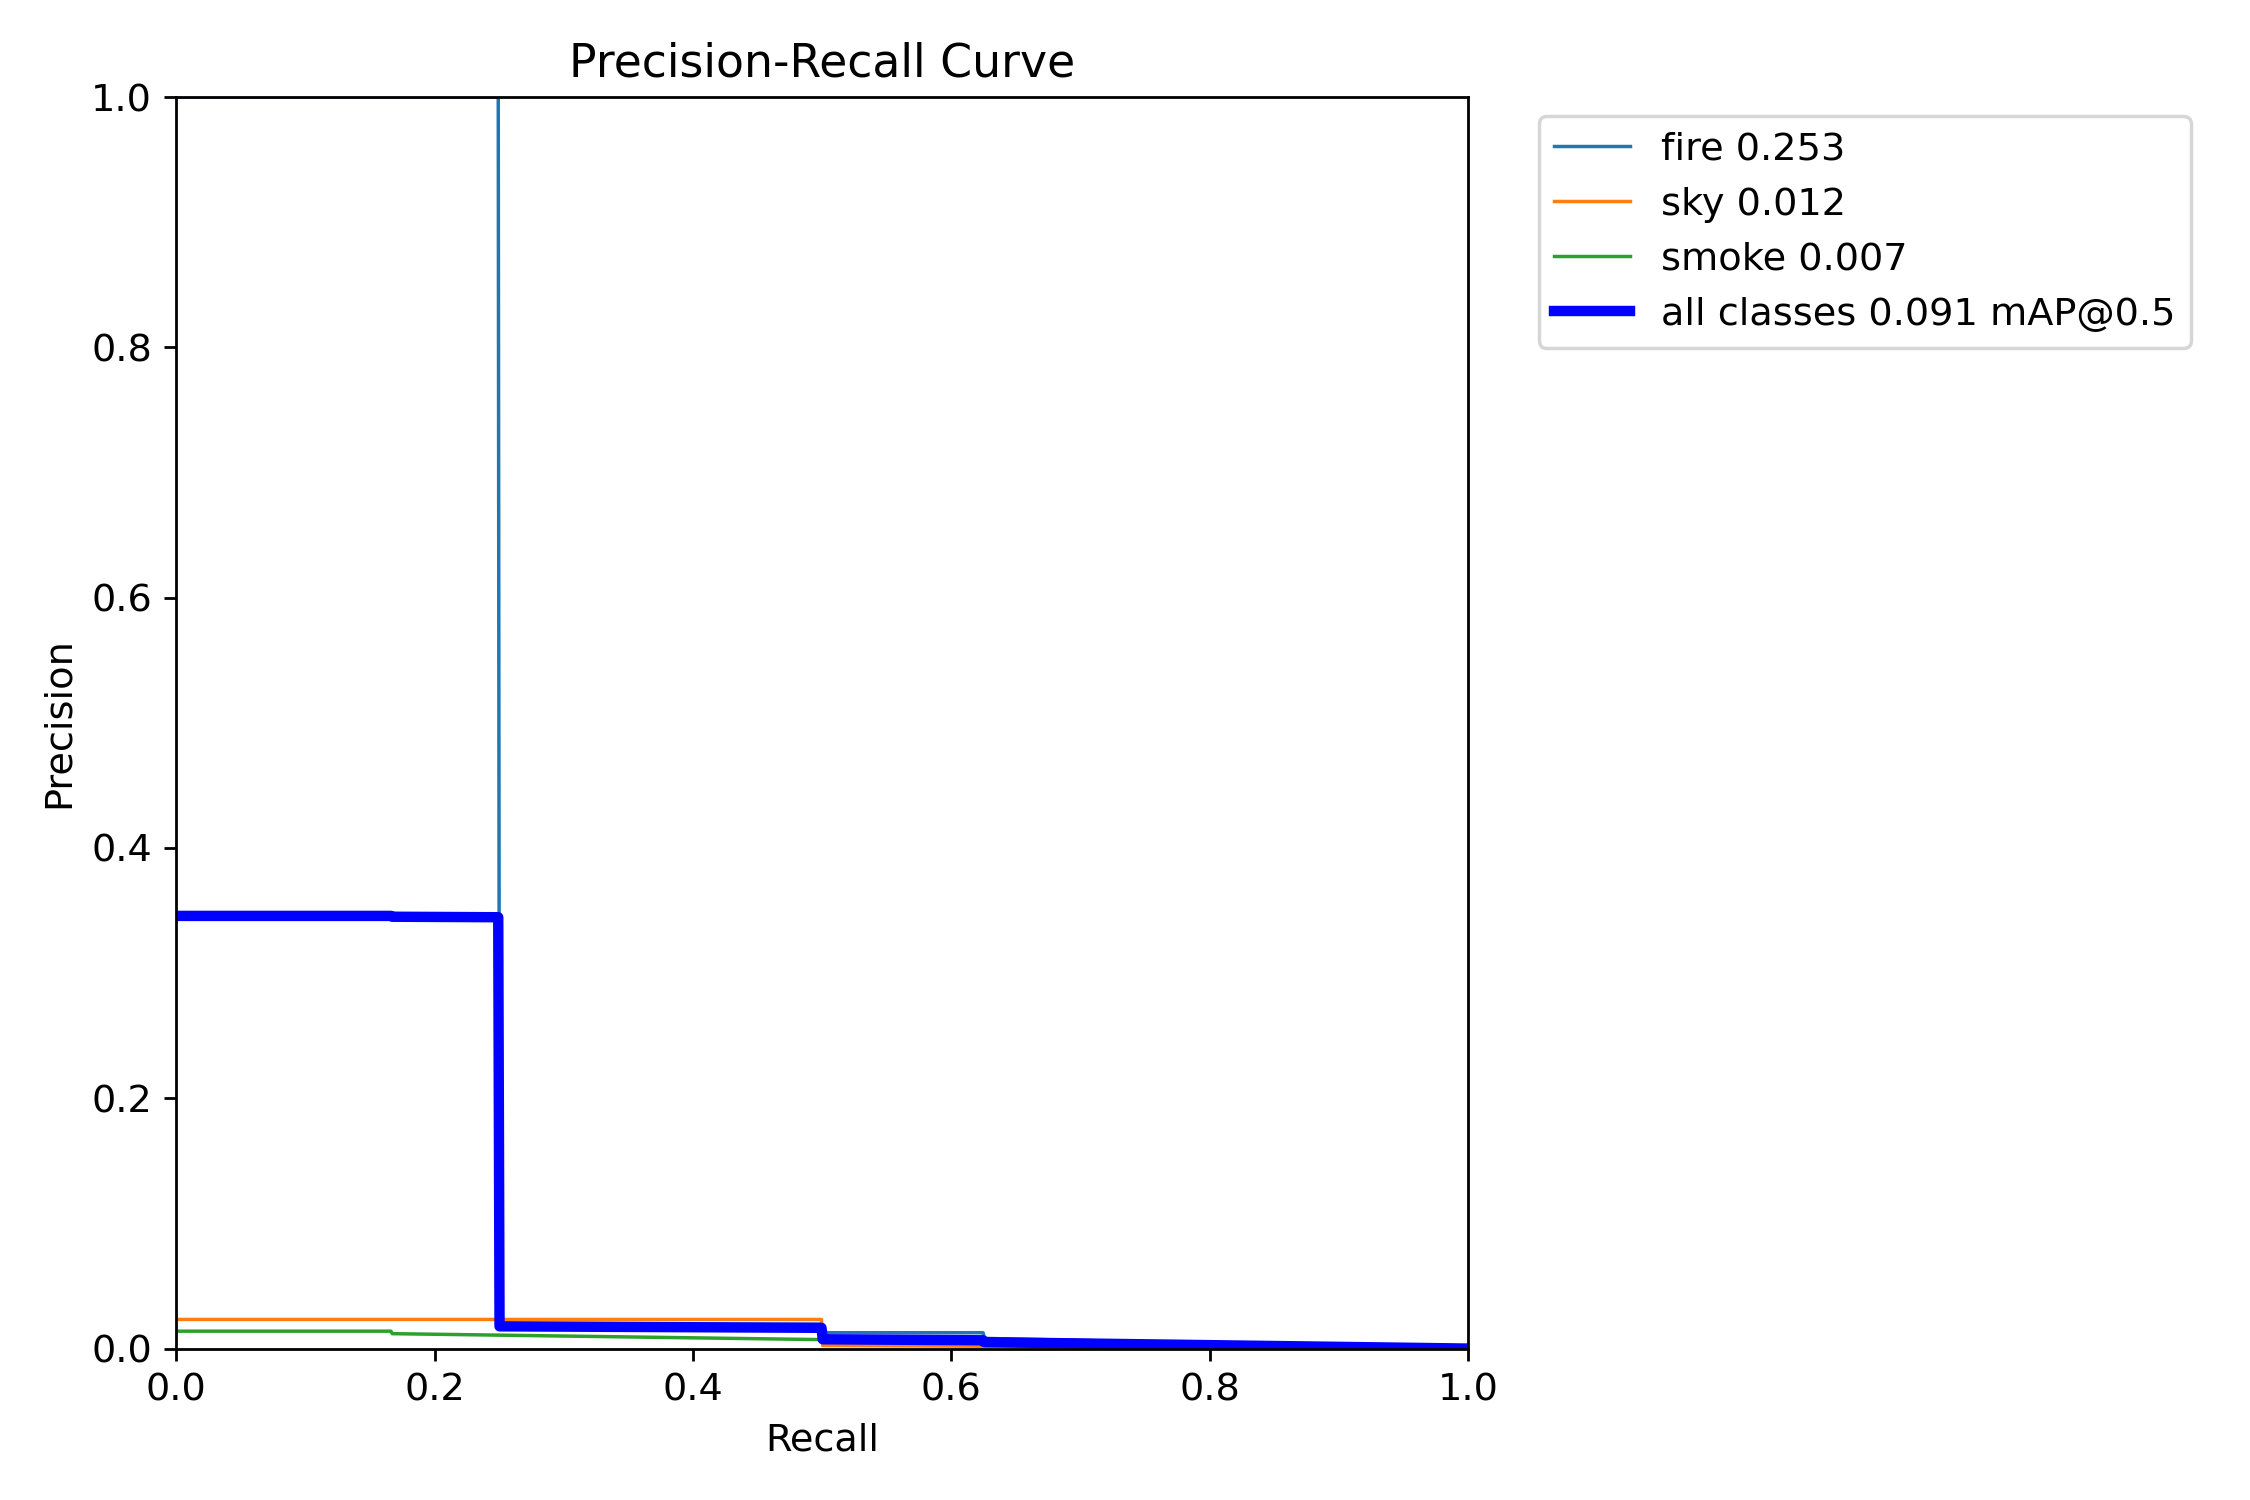 Precision-Recall Curve
1.0
0.8
0.6
0.4
0.2
0.0
Precision
0.0 0.2 0.4 0.6 0.8 1.0
Recall
fire 0.253
sky 0.012
smoke 0.007
all classes 0.091 mAP@0.5